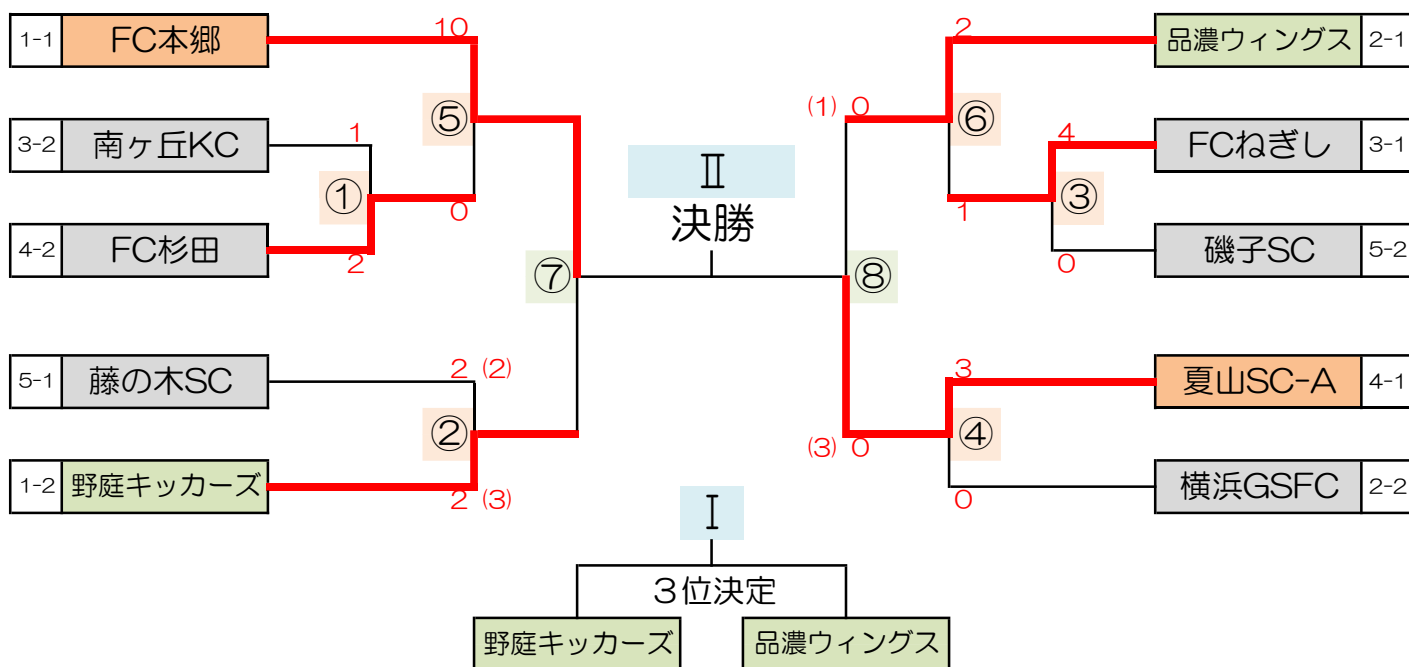 1-1 FC本郷 10
3-2 南ヶ丘KC 1
⑤
①
4-2 FC杉田 2
0
⑦
5-1 藤の木SC 2 (2)
②
1-2 野庭キッカーズ 2 (3)
Ⅱ
決勝
2 品濃ウィングス 2-1
(1) 0
⑥
4 FCねぎし 3-1
1
③
0 磯子SC 5-2
⑧
3 夏山SC-A 4-1
(3) 0
④
0 横浜GSFC 2-2
Ⅰ
3位決定
野庭キッカーズ 品濃ウィングス